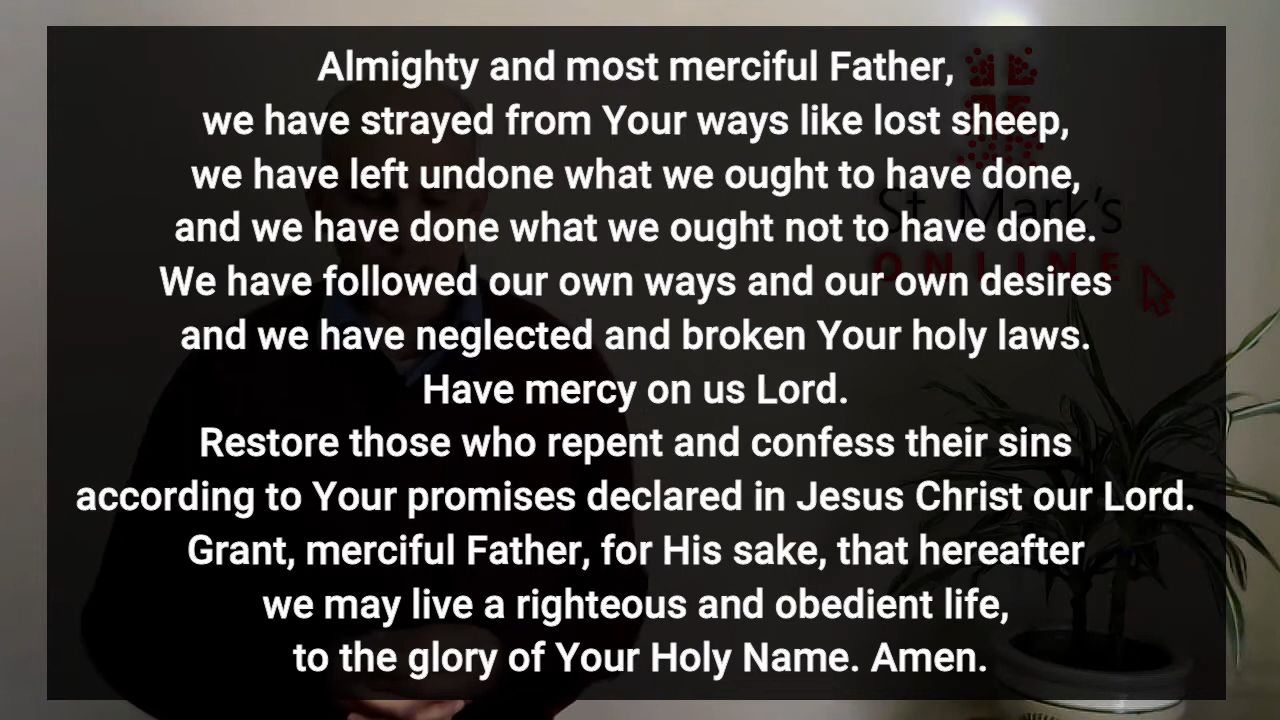 Almighty and most merciful Father,
we have strayed from Your ways like lost sheep,
we have left undone what we ought to have done,
and we have done what we ought not to have done.
We have followed our own ways and our own desires
and we have neglected and broken Your holy laws.
Have mercy on us Lord.
Restore those who repent and confess their sins
according to Your promises declared in Jesus Christ our Lord.
Grant, merciful Father, for His sake, that hereafter
we may live a righteous and obedient life,
to the glory of Your Holy Name. Amen.
St. Mark's
ONLINE